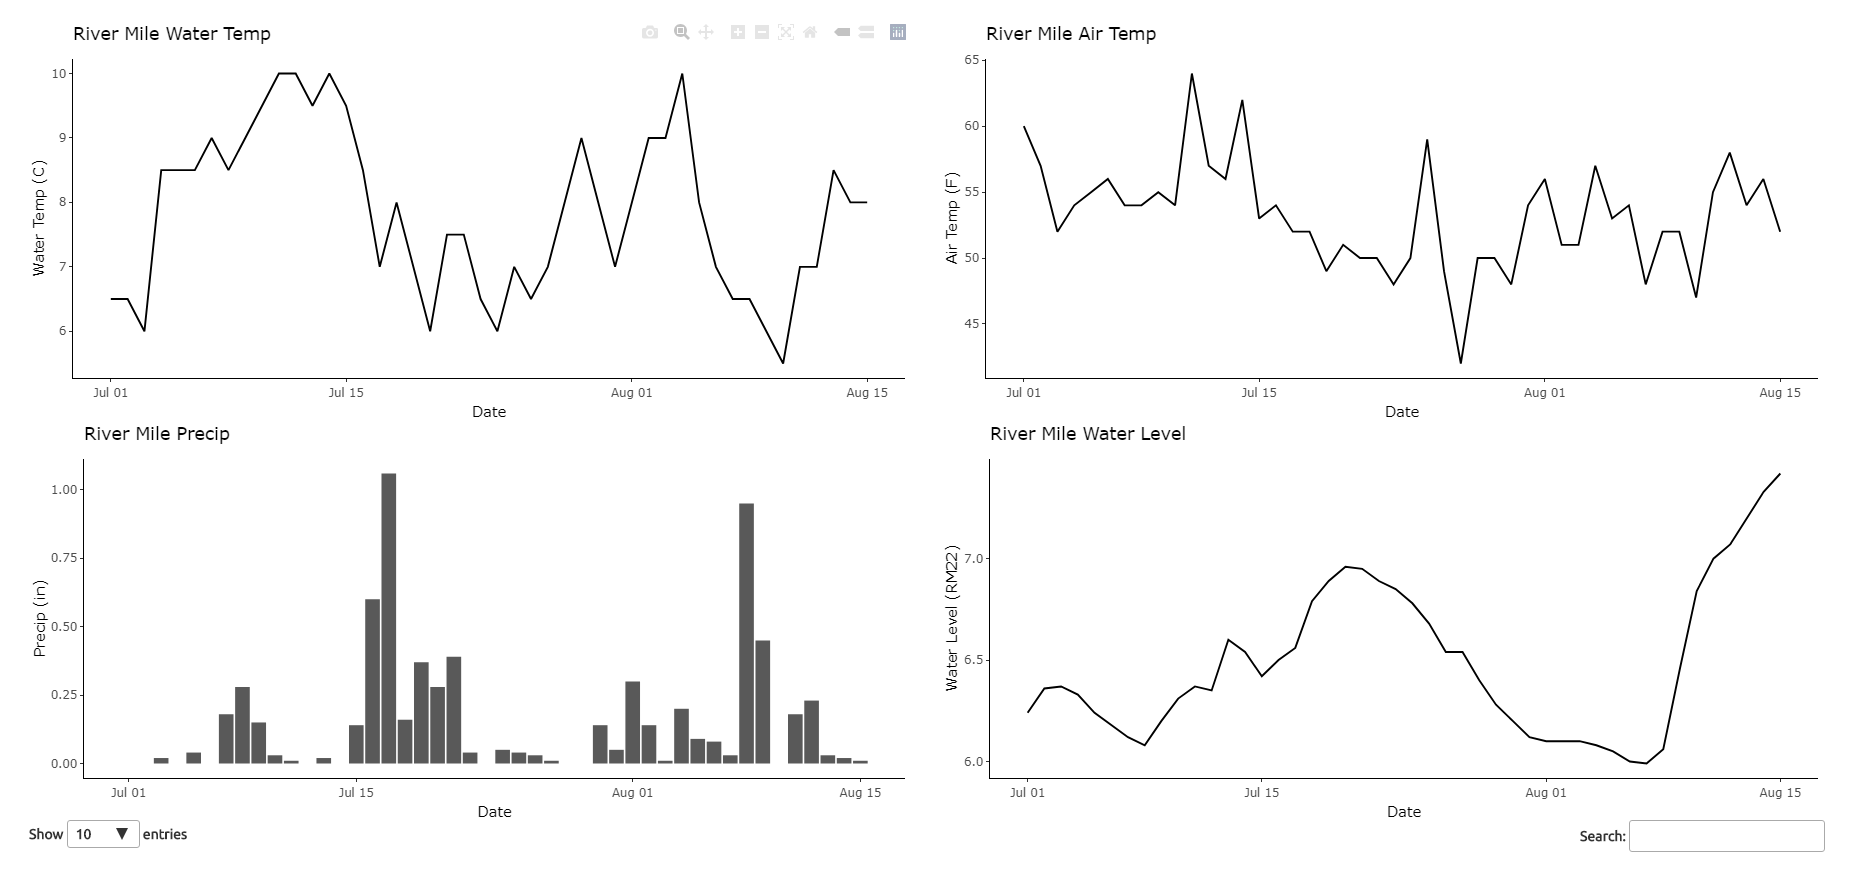 River Mile Water Temp
10
9
8
7
6
Water Temp (C)
Jul 01
Jul 15
Aug 01
Aug 15
Date
River Mile Air Temp
65
60
55
50
45
Air Temp (F)
Jul 01
Jul 15
Aug 01
Aug 15
Date
River Mile Precip
1.00
0.75
0.50
0.25
0.00
Precip (in)
Jul 01
Jul 15
Aug 01
Aug 15
Date
River Mile Water Level
7.0
6.5
6.0
Water Level (RM22)
Jul 01
Jul 15
Aug 01
Aug 15
Date
Show 10 entries
Search: